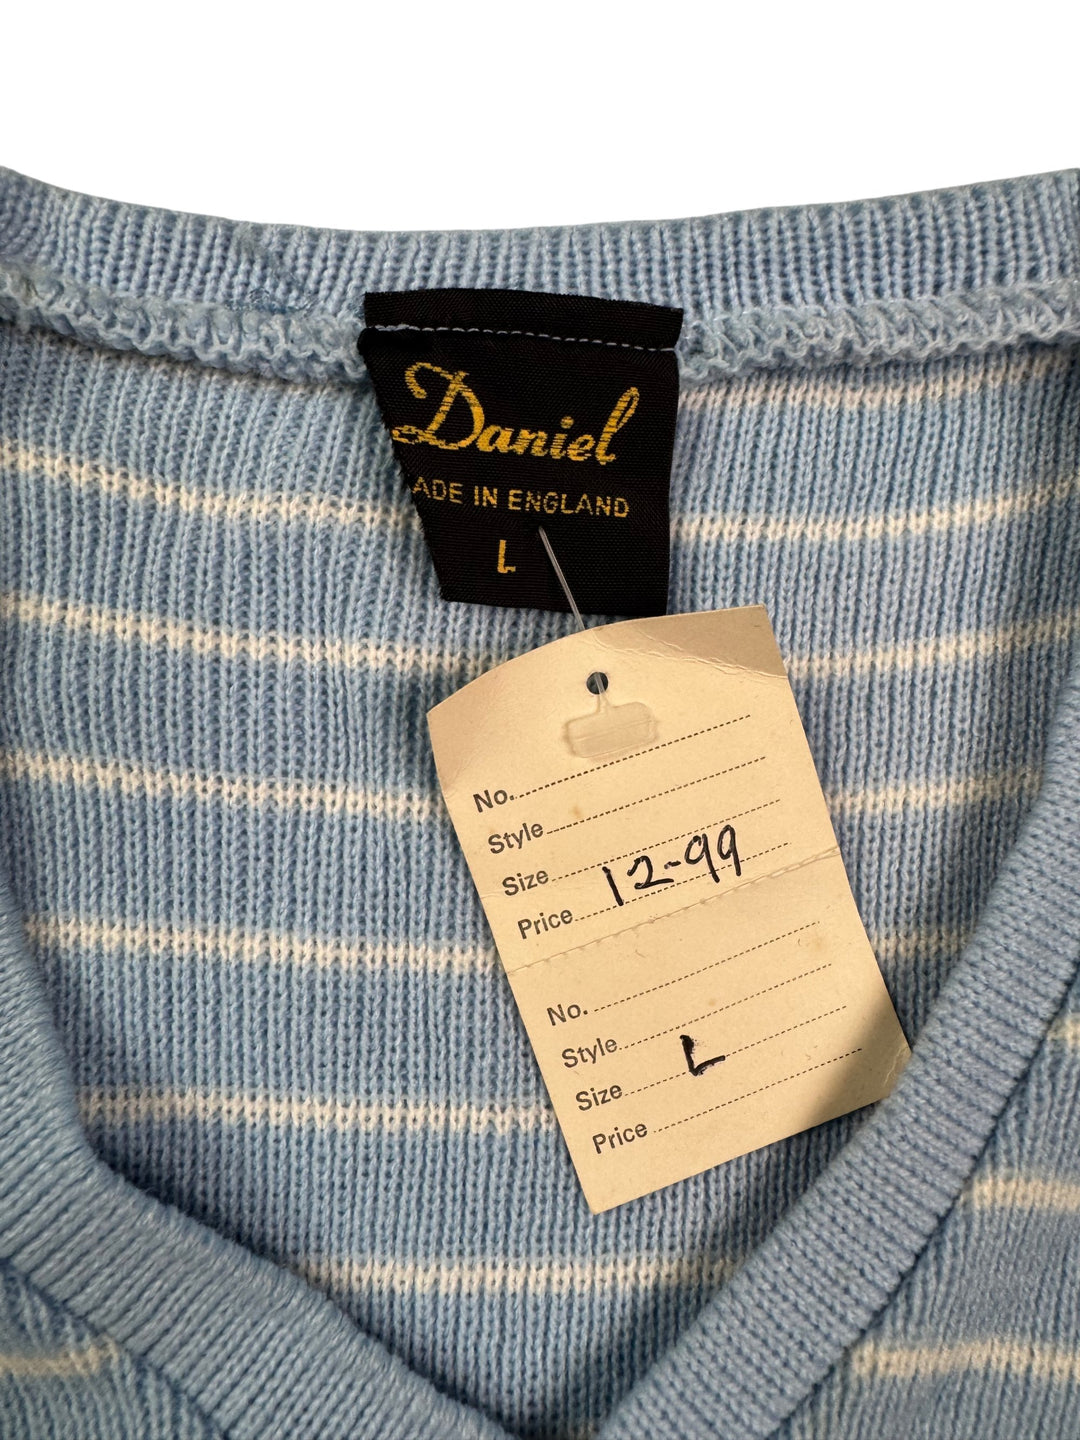 Daniel
ADE IN ENGLAND
L
No.
Style
Size
Price 12-99
No.
Style
Size L
Price